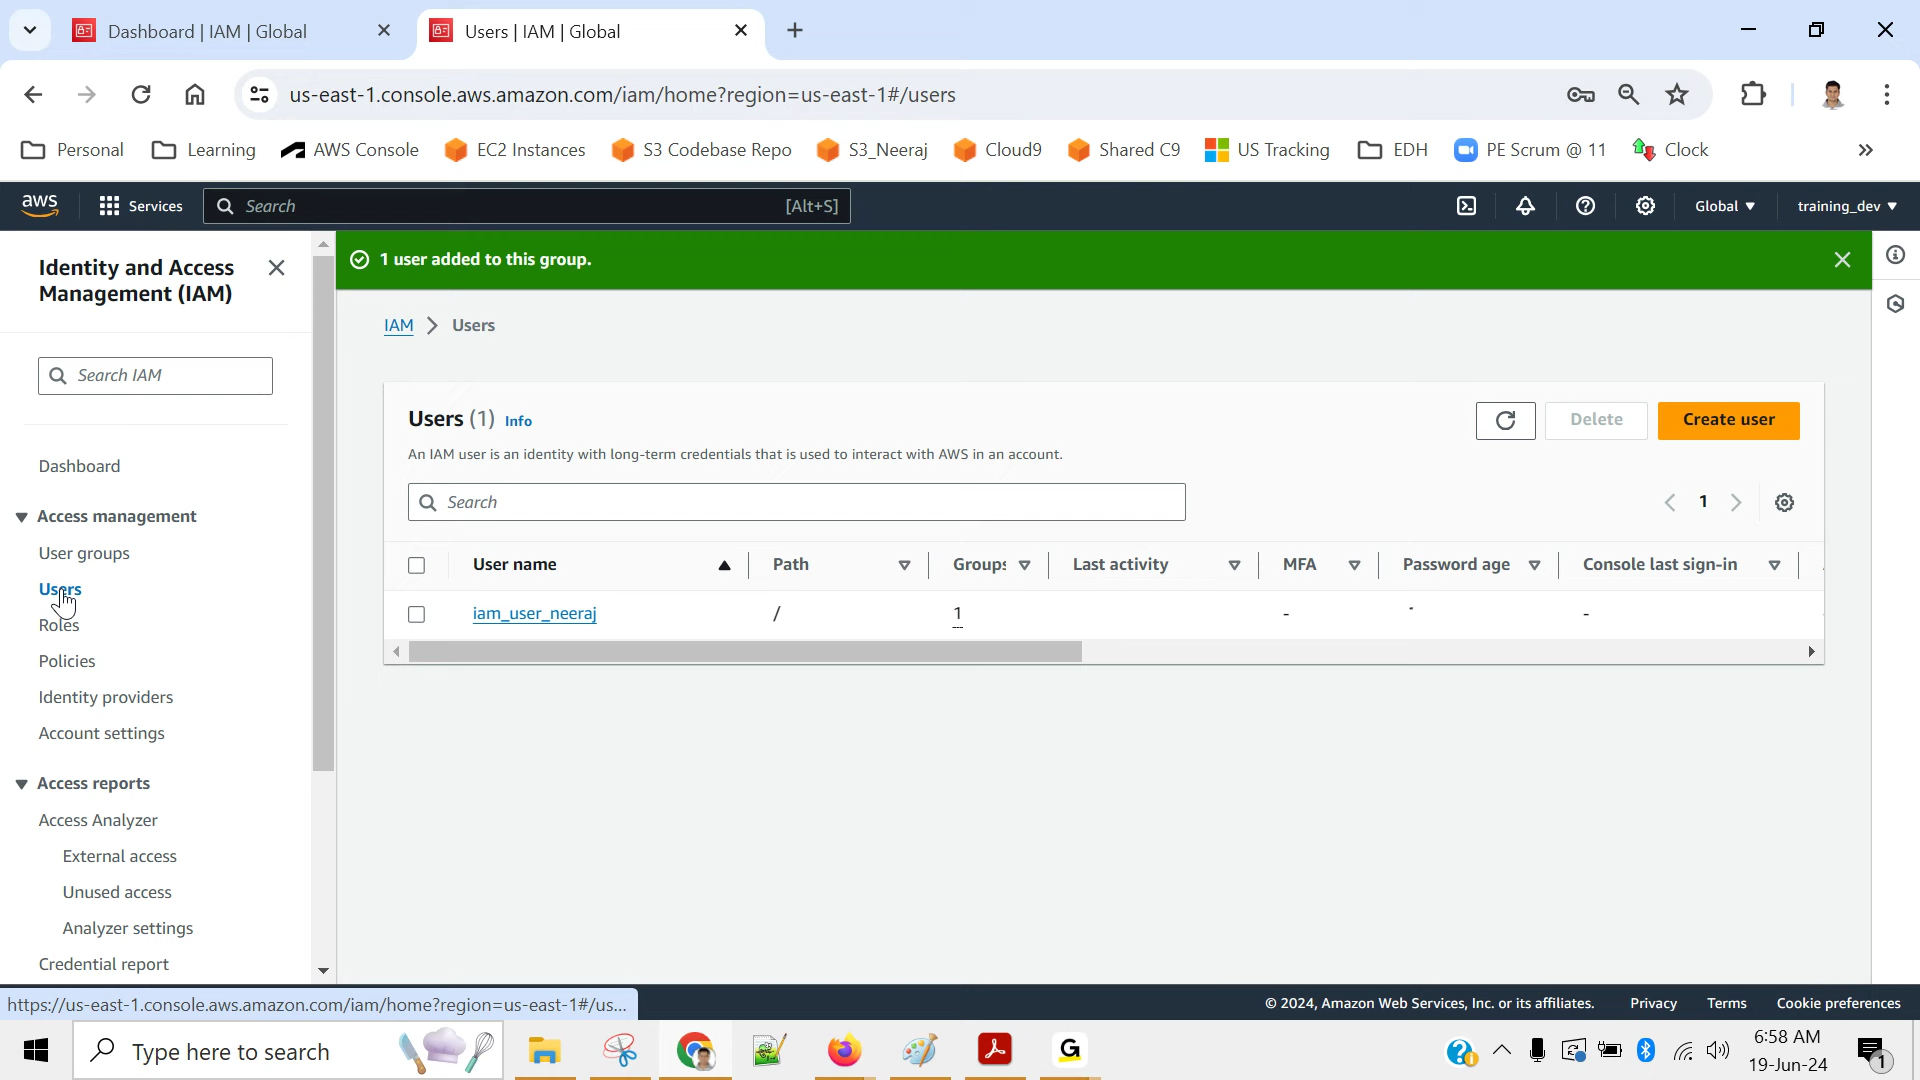 Dashboard | IAM | Global
Users | IAM | Global
us-east-1.console.aws.amazon.com/iam/home?region=us-east-1#/users
Personal
Learning
AWS Console
EC2 Instances
S3 Codebase Repo
S3_Neeraj
Cloud9
Shared C9
US Tracking
EDH
PE Scrum @ 11
Clock
aws
Services
Search
[Alt+S]
Global
training_dev
Identity and Access
Management (IAM)
Search IAM
Dashboard
Access management
User groups
Users
Roles
Policies
Identity providers
Account settings
Access reports
Access Analyzer
External access
Unused access
Analyzer settings
Credential report
1 user added to this group.
IAM
Users
Users (1) Info
Delete
Create user
An IAM user is an identity with long-term credentials that is used to interact with AWS in an account.
Search
1
User name
Path
Groups
Last activity
MFA
Password age
Console last sign-in
iam_user_neeraj
/
1
-
-
-
https://us-east-1.console.aws.amazon.com/iam/home?region=us-east-1#/us...
© 2024, Amazon Web Services, Inc. or its affiliates.
Privacy
Terms
Cookie preferences
Type here to search
G
6:58 AM
19-Jun-24
1